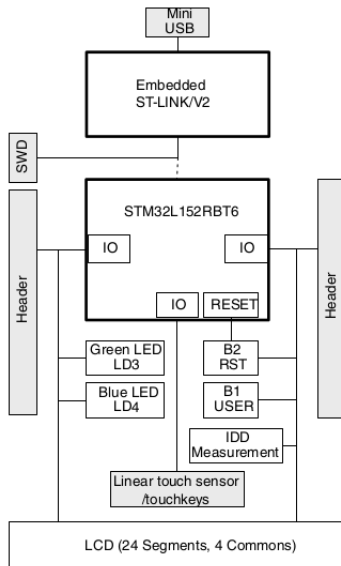 Mini
USB
Embedded
ST-LINK/V2
SWD
STM32L152RBT6
IO
IO
Header
Header
IO
RESET
Green LED
LD3
B2
RST
Blue LED
LD4
B1
USER
IDD
Measurement
Linear touch sensor
/touchkeys
LCD (24 Segments, 4 Commons)